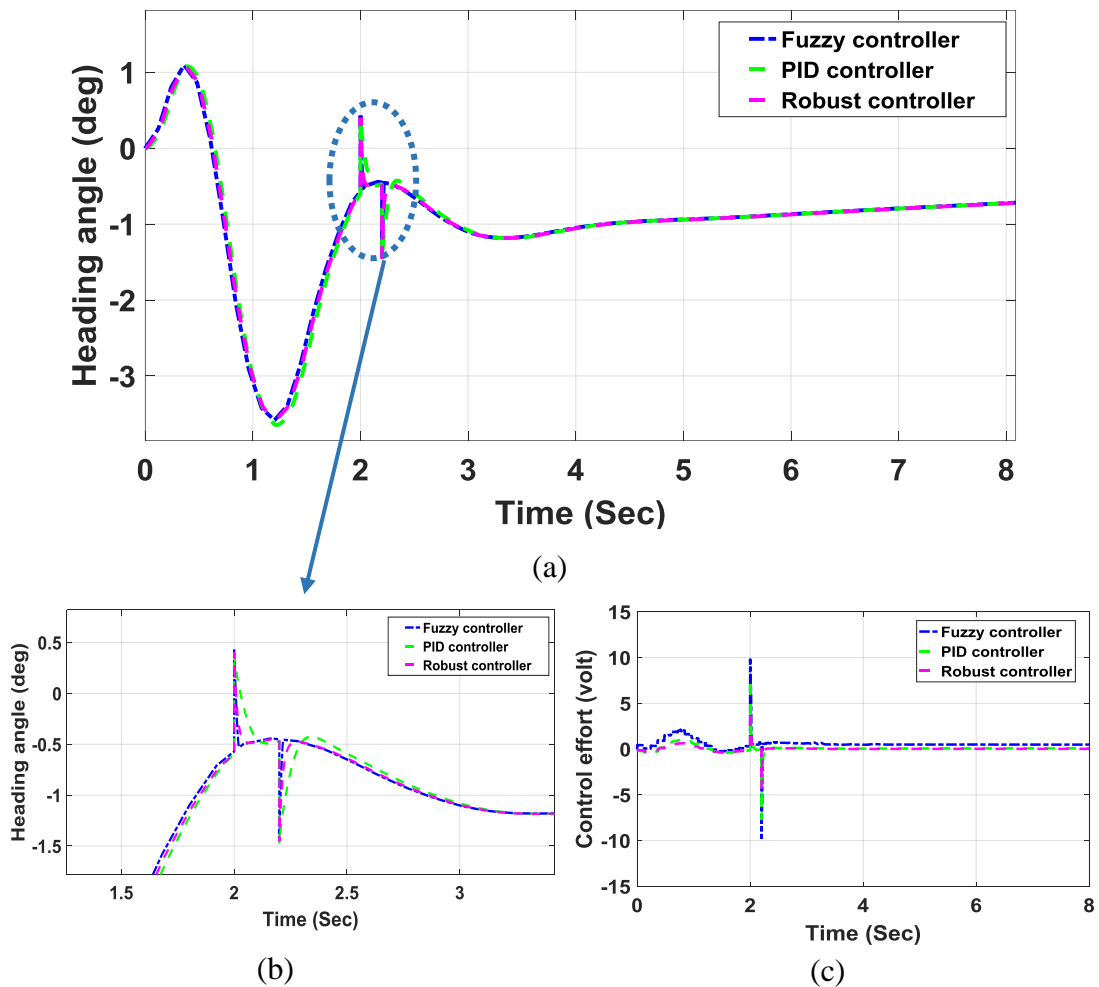 Fuzzy controller
PID controller
Robust controller
Heading angle (deg)
1
0
-1
-2
-3
0 1 2 3 4 5 6 7 8
Time (Sec)
(a)
Fuzzy controller
PID controller
Robust controller
Heading angle (deg)
0.5
0
-0.5
-1
-1.5
1.5 2 2.5 3
Time (Sec)
(b)
Fuzzy controller
PID controller
Robust controller
Control effort (volt)
15
10
5
0
-5
-10
-15
0 2 4 6 8
Time (Sec)
(c)